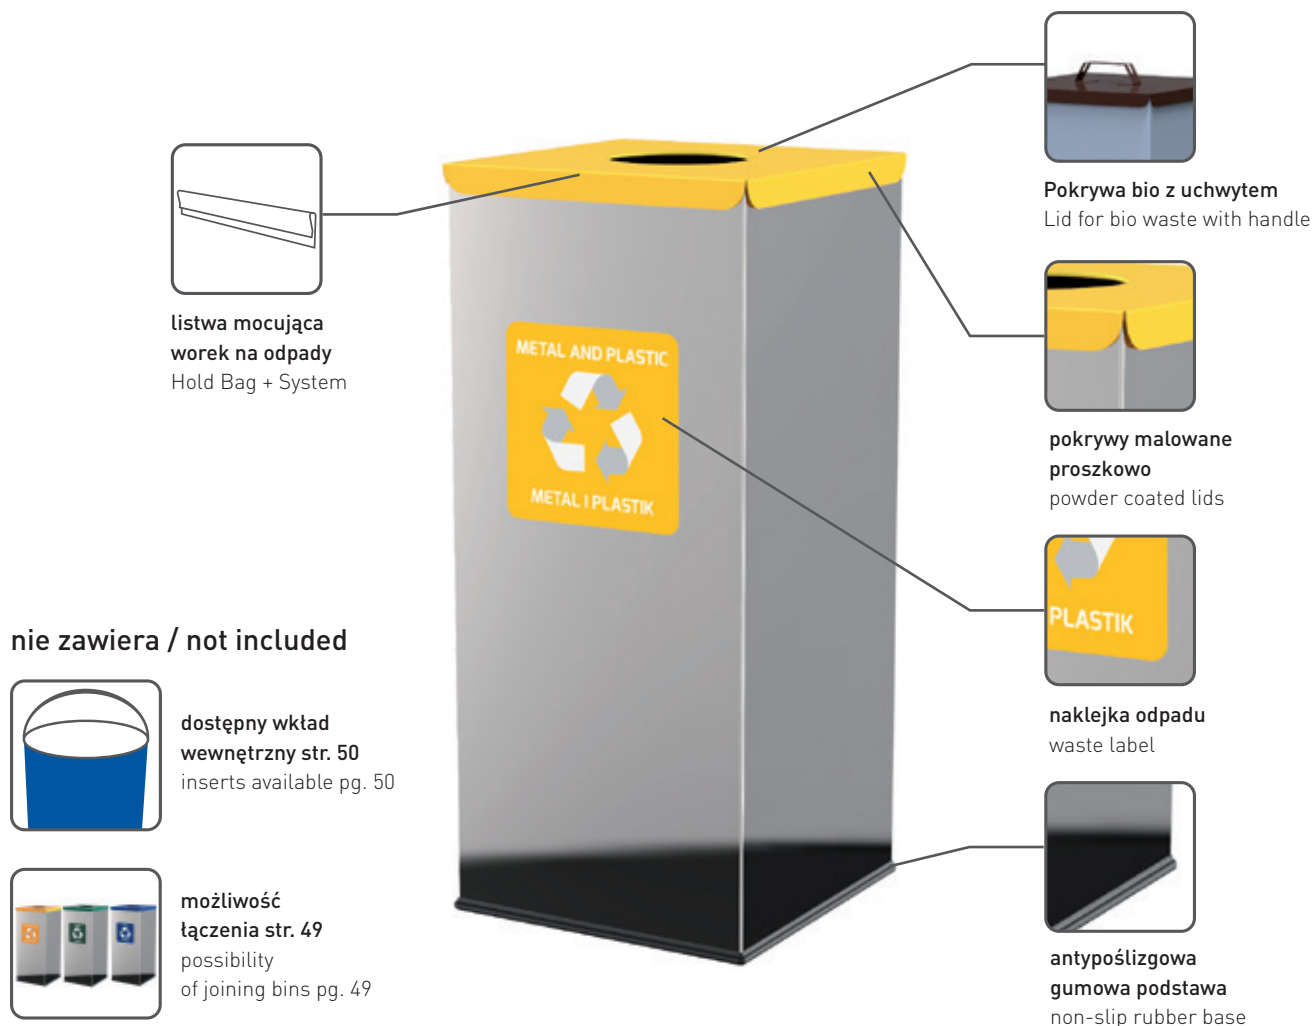 Pokrywa bio z uchwytem
Lid for bio waste with handle
listwa mocująca
worek na odpady
Hold Bag + System
METAL AND PLASTIC
METAL I PLASTIK
pokrywy malowane
proszkowo
powder coated lids
PLASTIK
naklejka odpadu
waste label
nie zawiera / not included
dostępny wkład
wewnętrzny str. 50
inserts available pg. 50
możliwość
łączenia str. 49
possibility
of joining bins pg. 49
antypoślizgowa
gumowa podstawa
non-slip rubber base